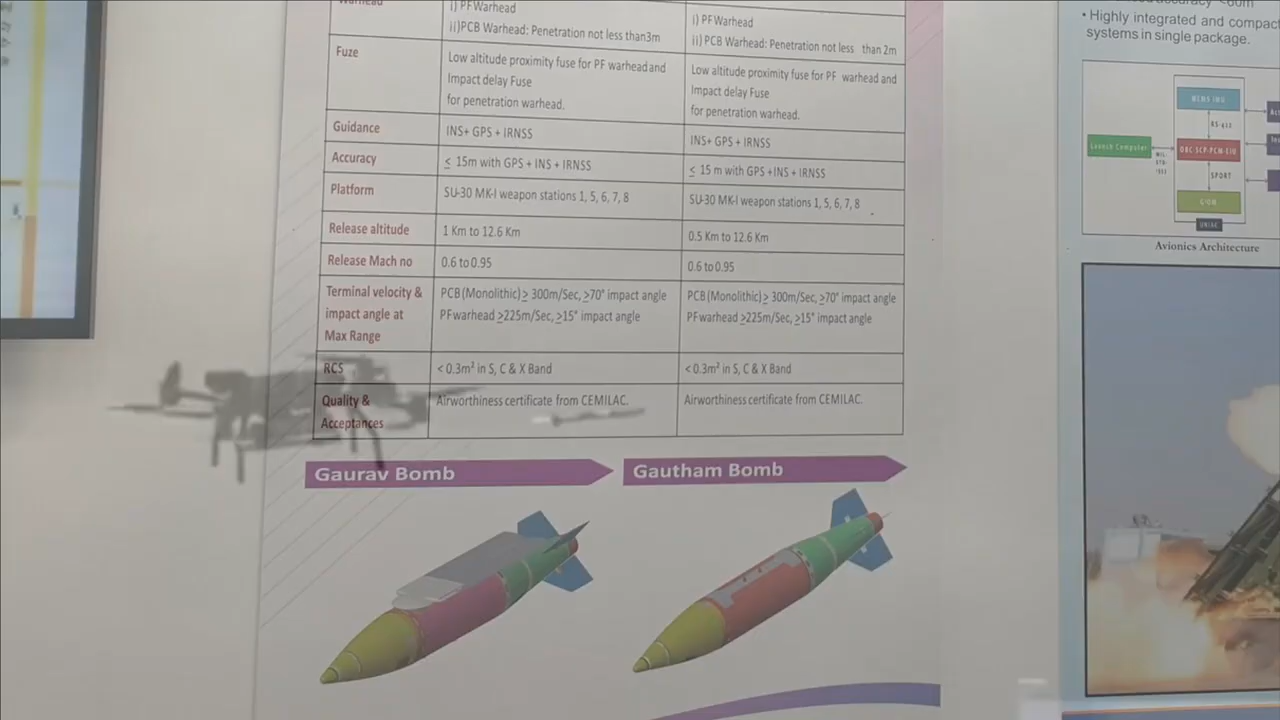 Warhead
i) PF Warhead
ii)PCB Warhead: Penetration not less than3m
i) PF Warhead
ii) PCB Warhead: Penetration not less than 2m
Fuze
Low altitude proximity fuse for PF warhead and
Impact delay Fuse
for penetration warhead.
Low altitude proximity fuse for PF warhead and
Impact delay Fuse
for penetration warhead.
Guidance
INS+ GPS + IRNSS
INS+ GPS + IRNSS
Accuracy
≤ 15m with GPS + INS + IRNSS
≤ 15 m with GPS +INS + IRNSS
Platform
SU-30 MK-I weapon stations 1, 5, 6, 7, 8
SU-30 MK-I weapon stations 1, 5, 6, 7, 8
Release altitude
1 Km to 12.6 Km
0.5 Km to 12.6 Km
Release Mach no
0.6 to 0.95
0.6 to 0.95
Terminal velocity &
impact angle at
Max Range
PCB (Monolithic) ≥ 300m/Sec, ≥70° impact angle
PF warhead ≥225m/Sec, ≥15° impact angle
PCB (Monolithic) ≥ 300m/Sec, ≥70° impact angle
PF warhead ≥225m/Sec, ≥15° impact angle
RCS
< 0.3m² in S, C & X Band
< 0.3m² in S, C & X Band
Quality &
Acceptances
Airworthiness certificate from CEMILAC.
Airworthiness certificate from CEMILAC.
Gaurav Bomb
Gautham Bomb
• Highly integrated and compact
systems in single package.
MEMS INS
RS-422
Launch Computer
OBC-SCP-PCM-SIU
SPORT
Avionics Architecture